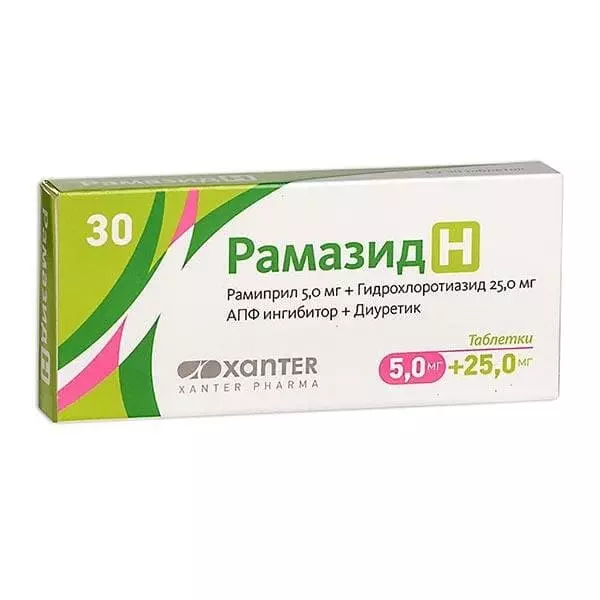 Рамазид Н
30
Рамазид Н
Рамазид Н
Рамиприл 5,0 мг + Гидрохлоротиазид 25,0 мг
АПФ ингибитор + Диуретик
Таблетки
5,0 мг +25,0 мг
XANTER
XANTER PHARMA